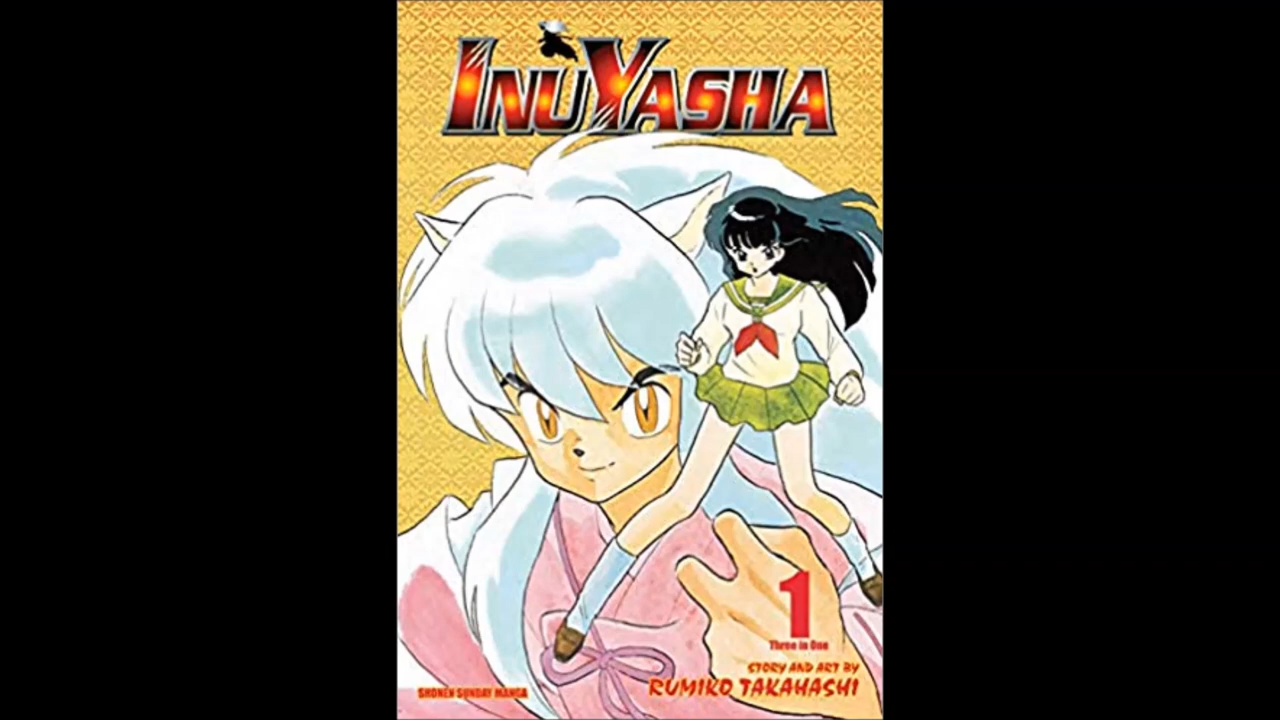 INUYASHA
1
Three in One
STORY AND ART BY
RUMIKO TAKAHASHI
SHONEN SUNDAY MANGA